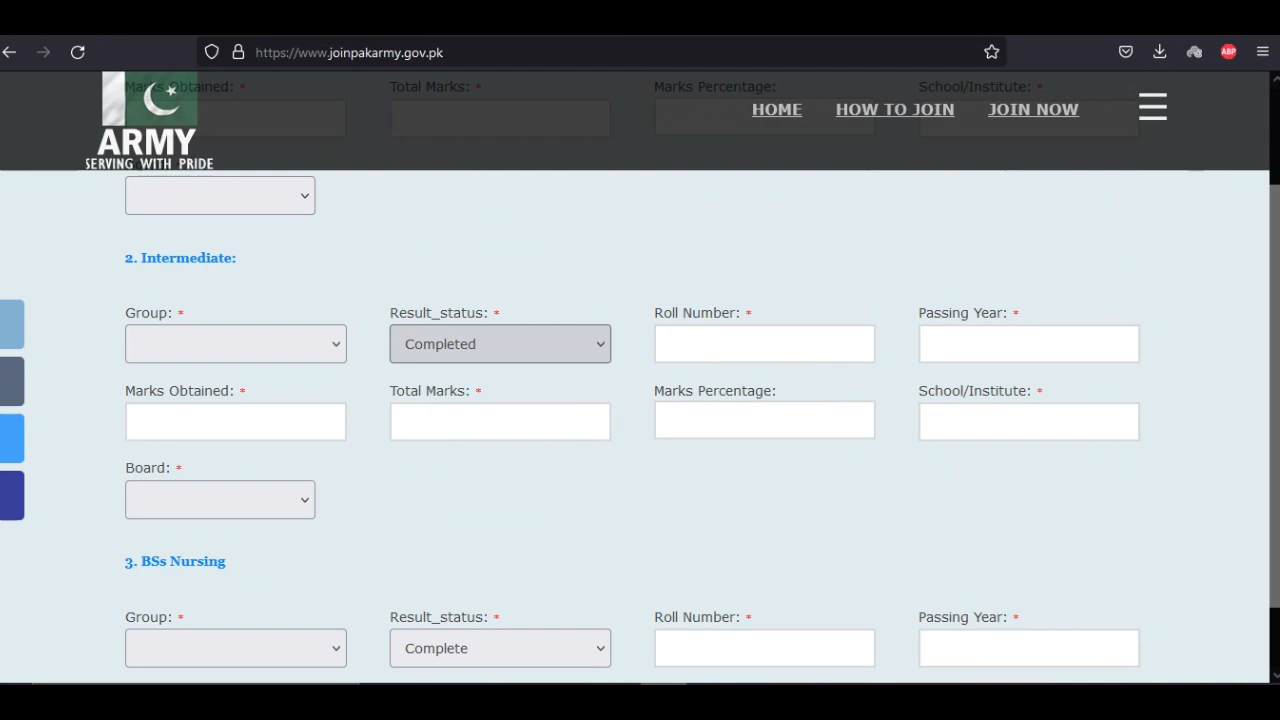 https://www.joinpakarmy.gov.pk
ABP
Marks Obtained: * Total Marks: * Marks Percentage: School/Institute: *
HOME HOW TO JOIN JOIN NOW
ARMY
SERVING WITH PRIDE
2. Intermediate:
Group: * Result_status: * Roll Number: * Passing Year: *
Completed
Marks Obtained: * Total Marks: * Marks Percentage: School/Institute: *
Board: *
3. BSs Nursing
Group: * Result_status: * Roll Number: * Passing Year: *
Complete